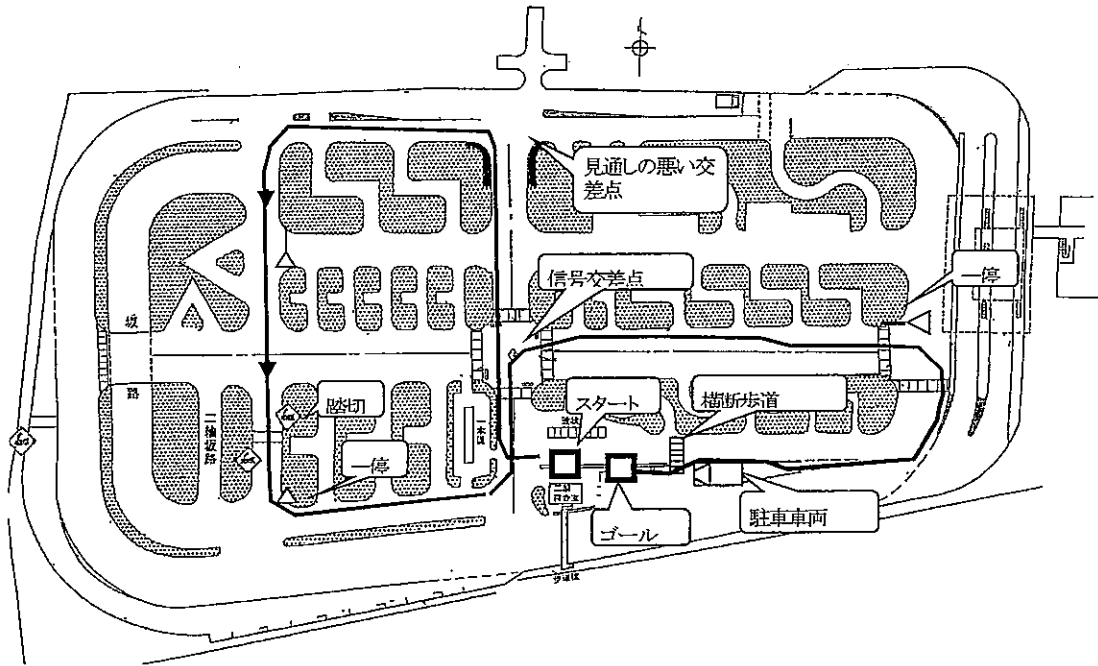 見通しの悪い交
差点
信号交差点
一停
坂
路
踏切
スタート
横断歩道
二輪坂路
一本橋
一停
駐車車両
ゴール